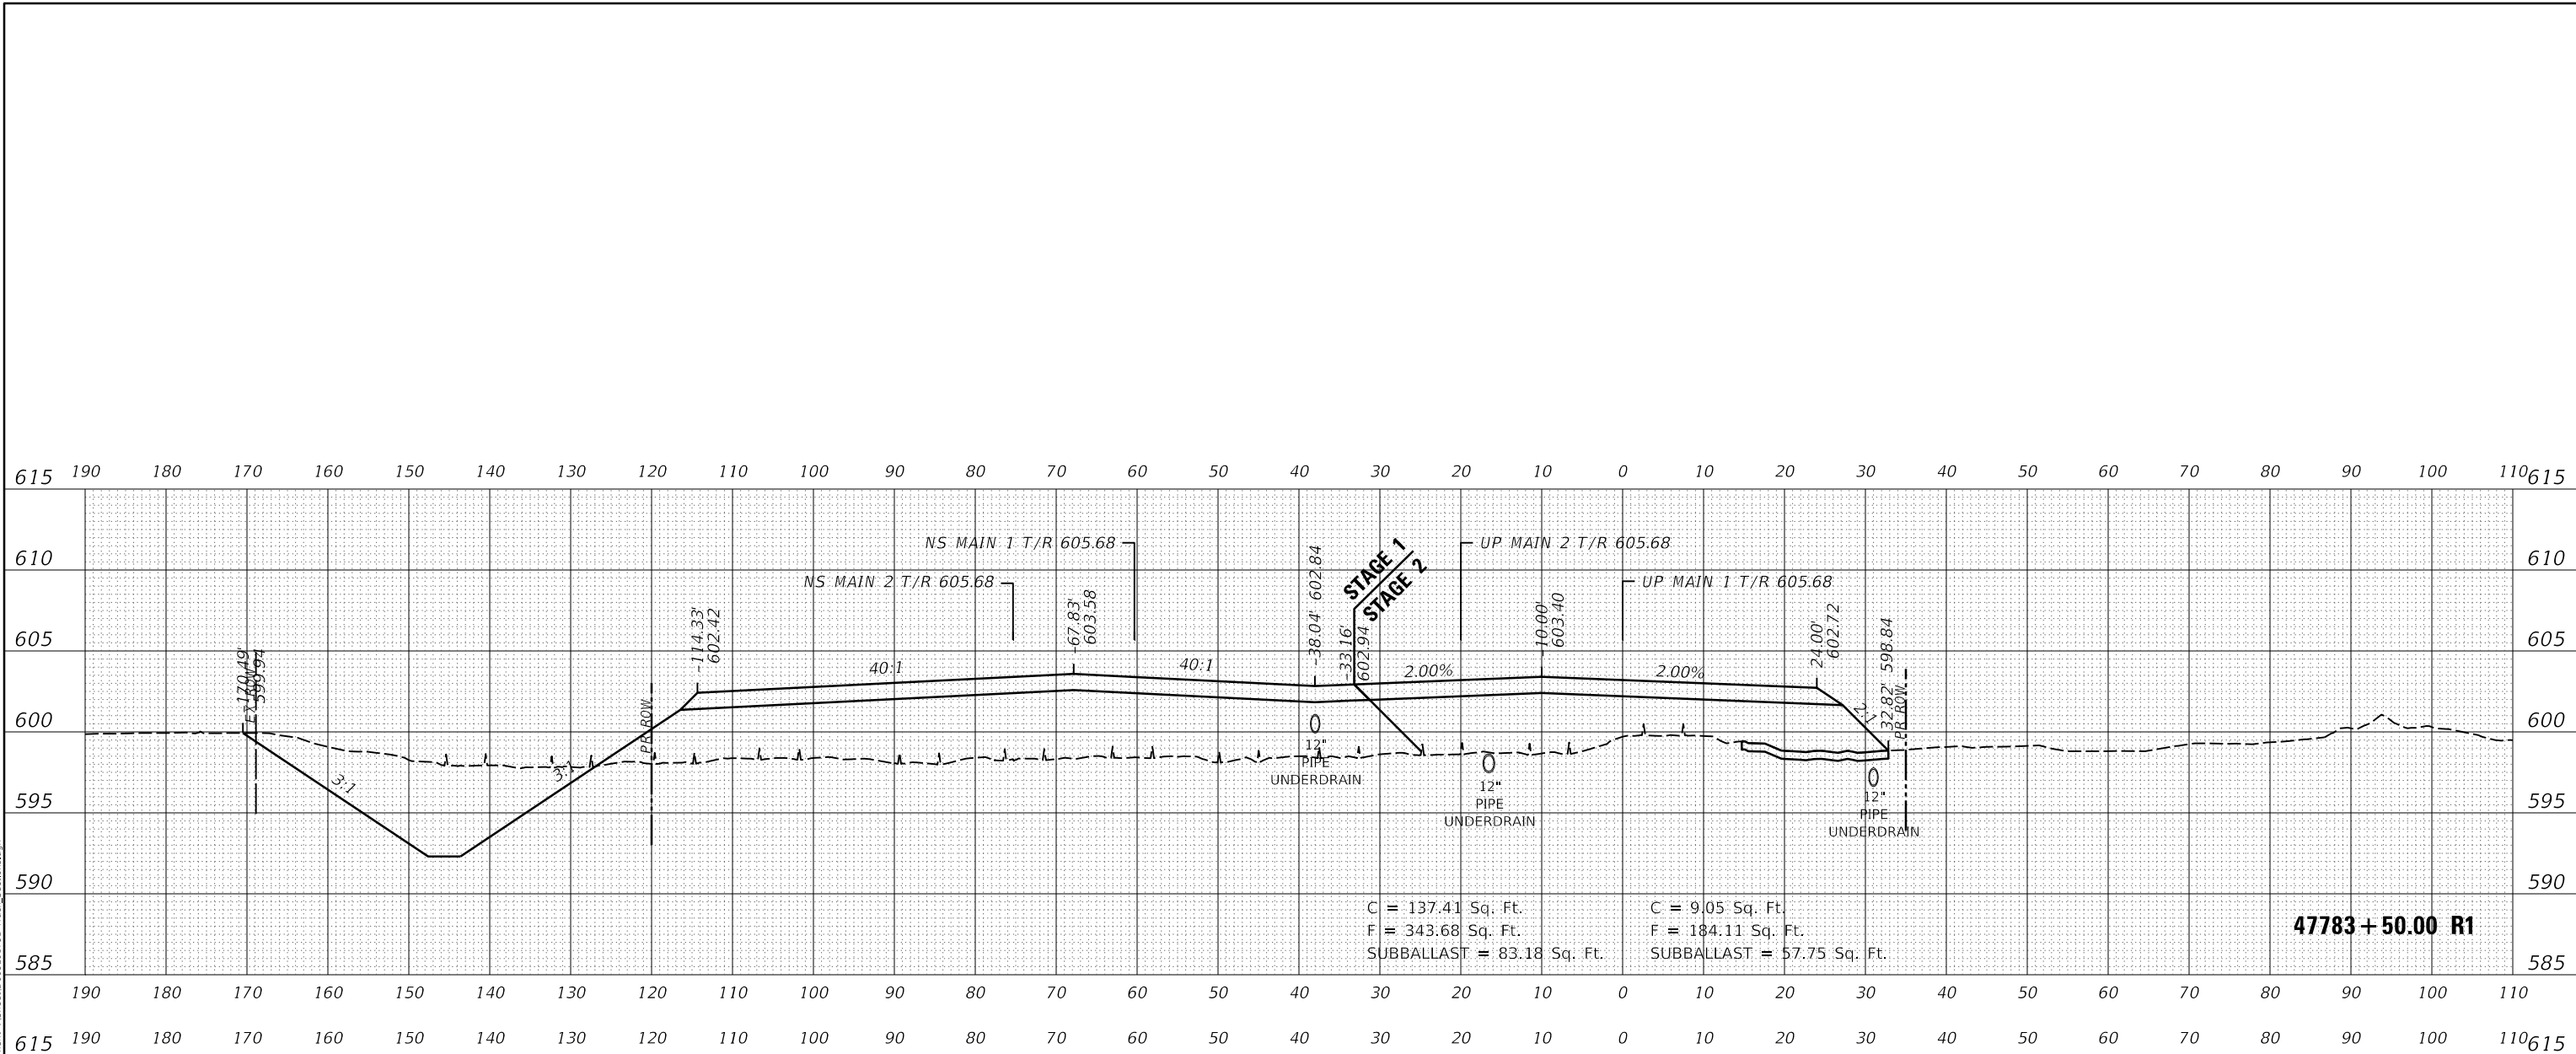 190 180 170 160 150 140 130 120 110 100 90 80 70 60 50 40 30 20 10 0 10 20 30 40 50 60 70 80 90 100 110
615 615
610 610
605 605
600 600
595 595
590 590
585 585
NS MAIN 1 T/R 605.68
UP MAIN 2 T/R 605.68
NS MAIN 2 T/R 605.68
UP MAIN 1 T/R 605.68
STAGE 1
STAGE 2
-170.49'
599.94
EX ROW
PR ROW
-114.33'
602.42
40:1
-67.83'
603.58
40:1
-38.04' 602.84
-33.16'
602.94
2.00%
-10.00'
603.40
2.00%
24.00'
602.72
2:1
32.82' 598.84
PR ROW
3:1
3:1
12"
PIPE
UNDERDRAIN
12"
PIPE
UNDERDRAIN
12"
PIPE
UNDERDRAIN
C = 137.41 Sq. Ft.
F = 343.68 Sq. Ft.
SUBBALLAST = 83.18 Sq. Ft.
C = 9.05 Sq. Ft.
F = 184.11 Sq. Ft.
SUBBALLAST = 57.75 Sq. Ft.
47783+50.00 R1
190 180 170 160 150 140 130 120 110 100 90 80 70 60 50 40 30 20 10 0 10 20 30 40 50 60 70 80 90 100 110
190 180 170 160 150 140 130 120 110 100 90 80 70 60 50 40 30 20 10 0 10 20 30 40 50 60 70 80 90 100 110
615 615